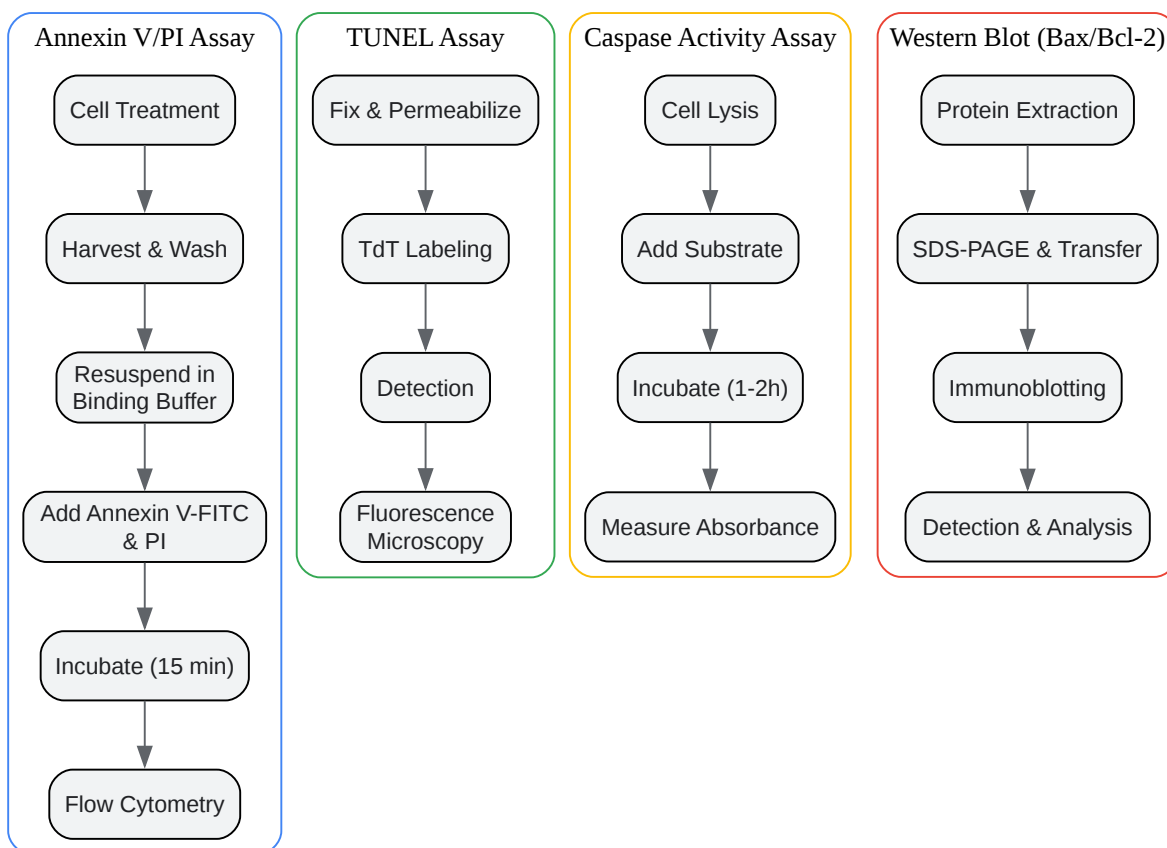 Annexin V/PI Assay
Cell Treatment
Harvest & Wash
Resuspend in
Binding Buffer
Add Annexin V-FITC
& PI
Incubate (15 min)
Flow Cytometry
TUNEL Assay
Fix & Permeabilize
TdT Labeling
Detection
Fluorescence
Microscopy
Caspase Activity Assay
Cell Lysis
Add Substrate
Incubate (1-2h)
Measure Absorbance
Western Blot (Bax/Bcl-2)
Protein Extraction
SDS-PAGE & Transfer
Immunoblotting
Detection & Analysis